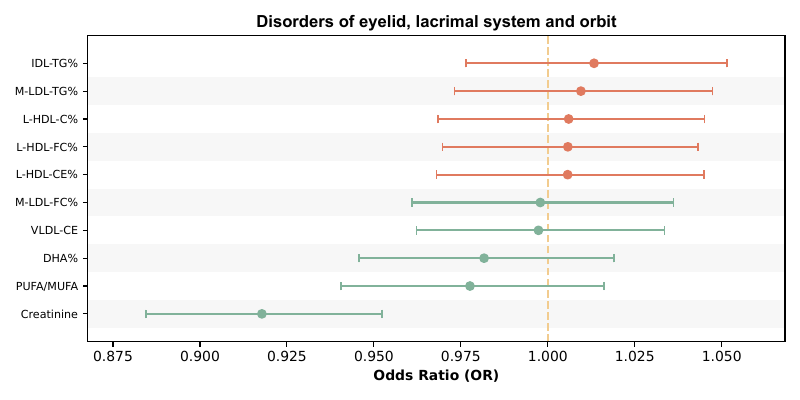 Disorders of eyelid, lacrimal system and orbit
IDL-TG%
M-LDL-TG%
L-HDL-C%
L-HDL-FC%
L-HDL-CE%
M-LDL-FC%
VLDL-CE
DHA%
PUFA/MUFA
Creatinine
0.875 0.900 0.925 0.950 0.975 1.000 1.025 1.050
Odds Ratio (OR)